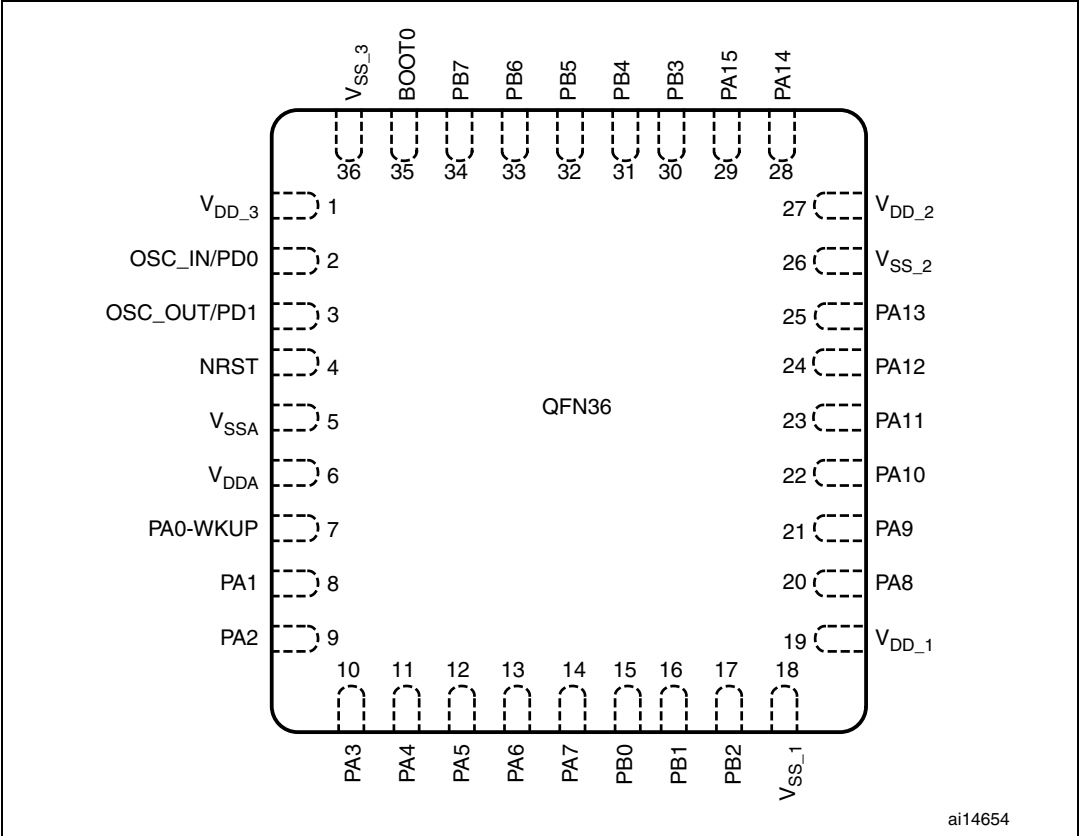 V_SS_3
BOOT0
PB7
PB6
PB5
PB4
PB3
PA15
PA14
36 35 34 33 32 31 30 29 28
V_DD_3 1
27 V_DD_2
OSC_IN/PD0 2
26 V_SS_2
OSC_OUT/PD1 3
25 PA13
NRST 4
24 PA12
QFN36
V_SSA 5
23 PA11
V_DDA 6
22 PA10
PA0-WKUP 7
21 PA9
PA1 8
20 PA8
PA2 9
19 V_DD_1
10 11 12 13 14 15 16 17 18
PA3
PA4
PA5
PA6
PA7
PB0
PB1
PB2
V_SS_1
ai14654